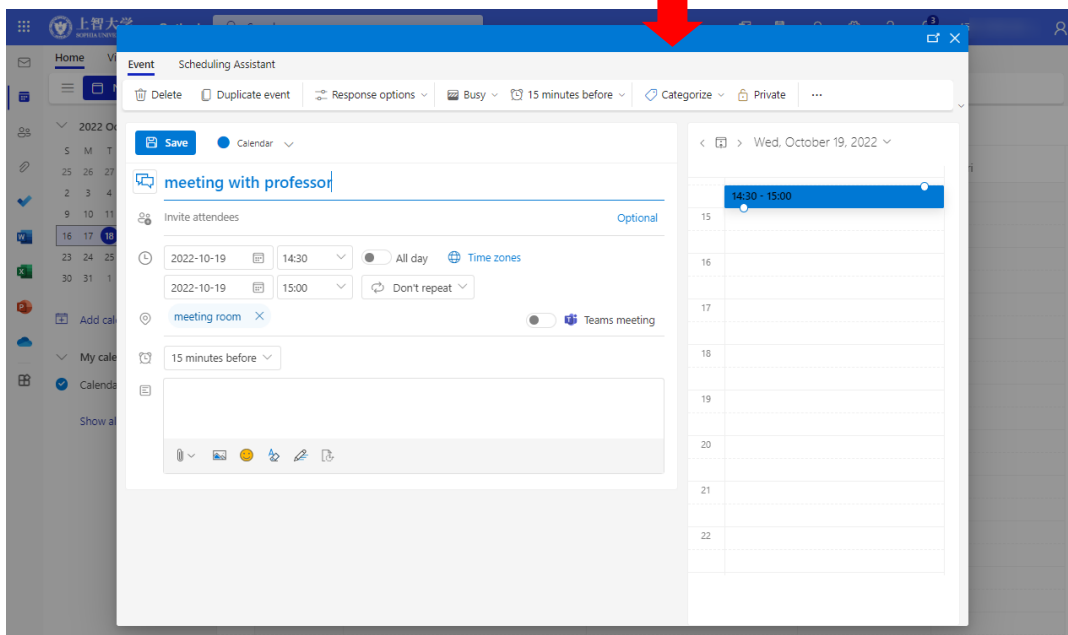 上智大学
SOPHIA UNIVE
3
Home Vi
Event Scheduling Assistant
Delete Duplicate event Response options Busy 15 minutes before Categorize Private ...
2022 Oc
Save Calendar
Wed, October 19, 2022
S M T
25 26 27
meeting with professor
2 3 4
14:30 - 15:00
9 10 11
Invite attendees Optional
15
16 17 18
23 24 25
2022-10-19 14:30 All day Time zones
16
30 31 1
2022-10-19 15:00 Don't repeat
17
Add cal
meeting room Teams meeting
My cale
15 minutes before
18
Calenda
19
Show al
20
21
22